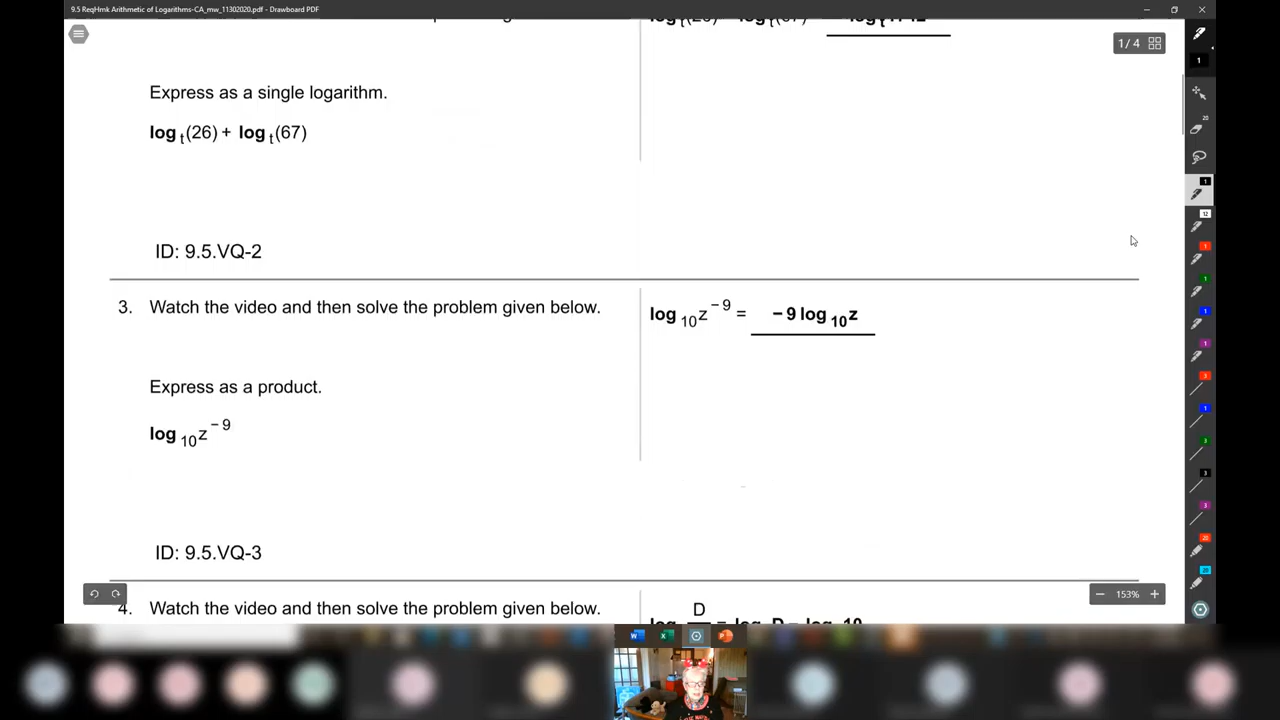 9.5 ReqHmk Arithmetic of Logarithms-CA_mw_11302020.pdf - Drawboard PDF
1 / 4
Express as a single logarithm.
log t (26) + log t (67)
ID: 9.5.VQ-2
3. Watch the video and then solve the problem given below.
log 10 z − 9 = − 9 log 10 z
Express as a product.
log 10 z − 9
ID: 9.5.VQ-3
153%
4. Watch the video and then solve the problem given below.
D